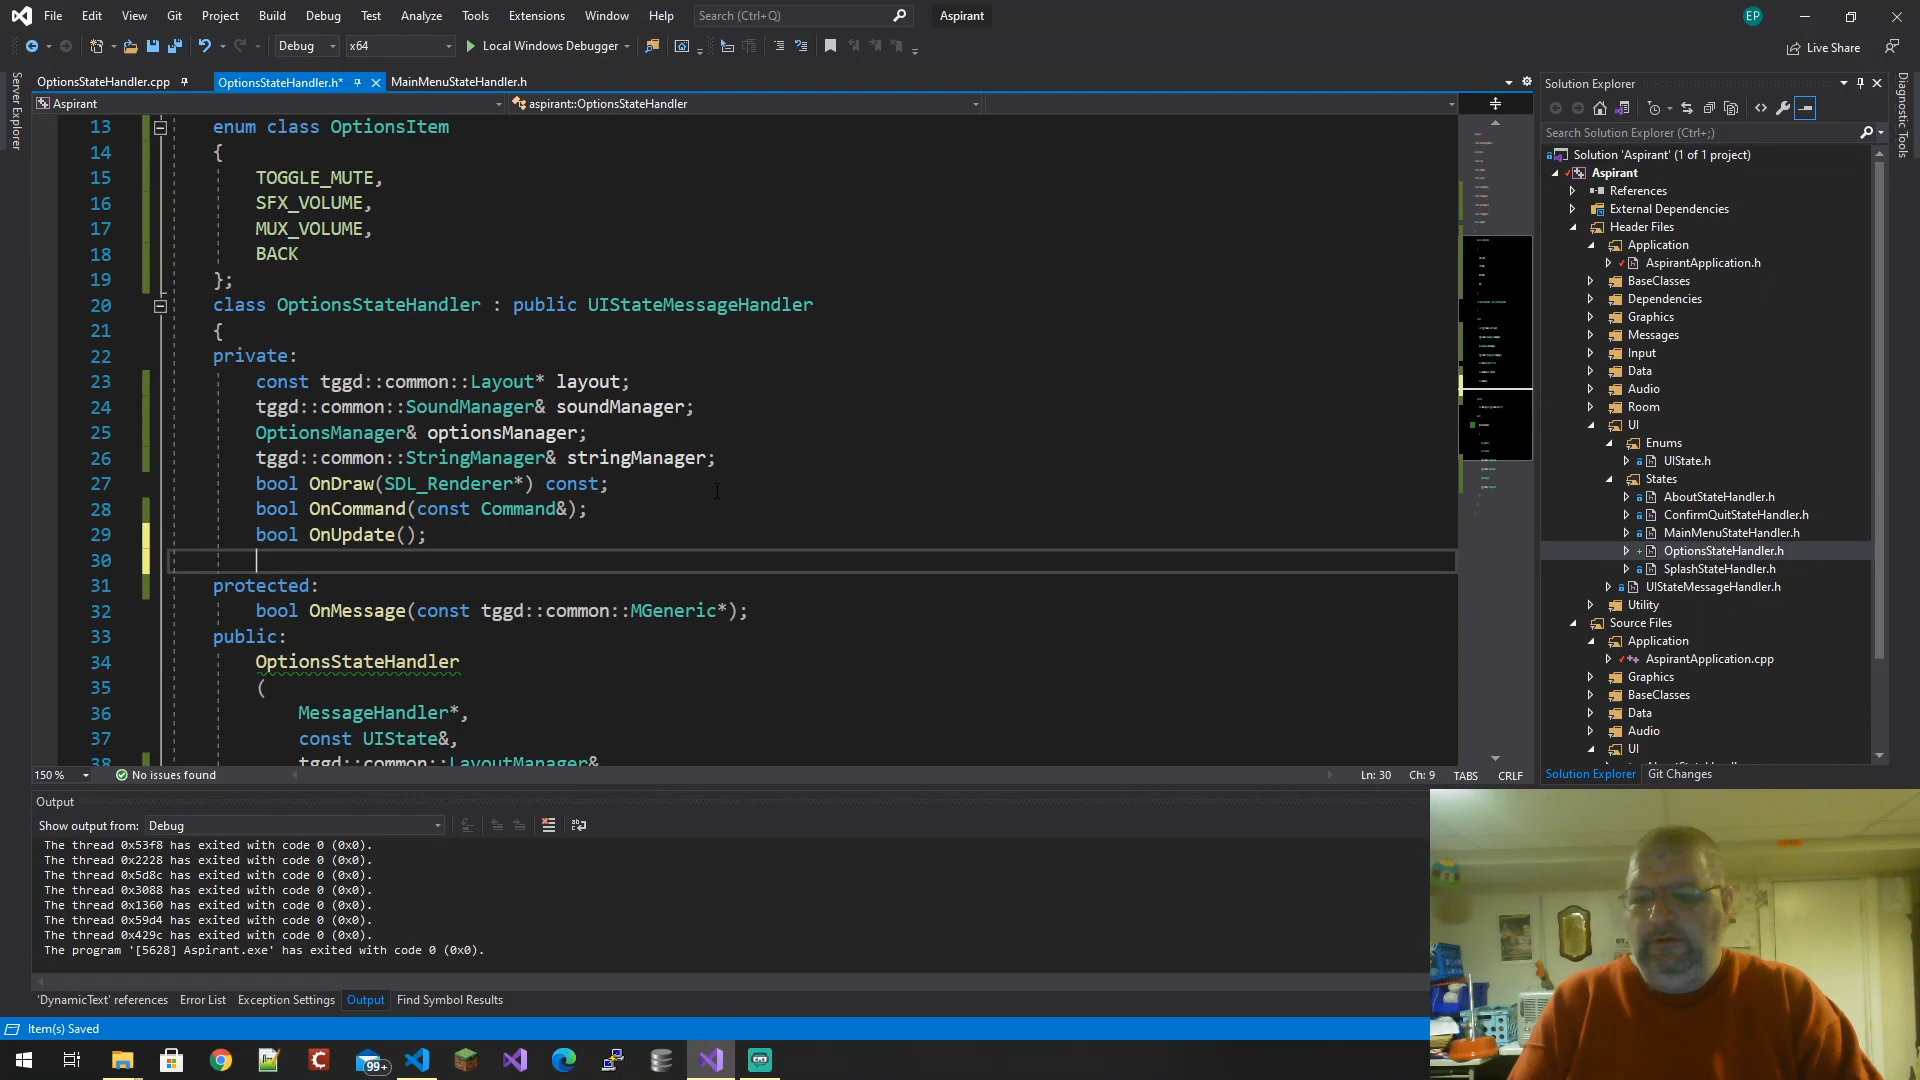 File Edit View Git Project Build Debug Test Analyze Tools Extensions Window Help Search (Ctrl+Q) Aspirant EP
Debug x64 Local Windows Debugger Live Share
OptionsStateHandler.cpp OptionsStateHandler.h* MainMenuStateHandler.h
Aspirant aspirant::OptionsStateHandler
Server Explorer
13 enum class OptionsItem
14 {
15 TOGGLE_MUTE,
16 SFX_VOLUME,
17 MUX_VOLUME,
18 BACK
19 };
20 class OptionsStateHandler : public UIStateMessageHandler
21 {
22 private:
23 const tggd::common::Layout* layout;
24 tggd::common::SoundManager& soundManager;
25 OptionsManager& optionsManager;
26 tggd::common::StringManager& stringManager;
27 bool OnDraw(SDL_Renderer*) const;
28 bool OnCommand(const Command&);
29 bool OnUpdate();
30
31 protected:
32 bool OnMessage(const tggd::common::MGeneric*);
33 public:
34 OptionsStateHandler
35 (
36 MessageHandler*,
37 const UIState&,
38 tggd::common::LayoutManager&
150 % No issues found Ln: 30 Ch: 9 TABS CRLF
Solution Explorer
Search Solution Explorer (Ctrl+;)
Solution 'Aspirant' (1 of 1 project)
Aspirant
References
External Dependencies
Header Files
Application
AspirantApplication.h
BaseClasses
Dependencies
Graphics
Messages
Input
Data
Audio
Room
UI
Enums
UIState.h
States
AboutStateHandler.h
ConfirmQuitStateHandler.h
MainMenuStateHandler.h
OptionsStateHandler.h
SplashStateHandler.h
UIStateMessageHandler.h
Utility
Source Files
Application
AspirantApplication.cpp
Graphics
BaseClasses
Data
Audio
UI
Solution Explorer Git Changes
Diagnostic Tools
Output
Show output from: Debug
The thread 0x53f8 has exited with code 0 (0x0).
The thread 0x2228 has exited with code 0 (0x0).
The thread 0x5d8c has exited with code 0 (0x0).
The thread 0x3088 has exited with code 0 (0x0).
The thread 0x1360 has exited with code 0 (0x0).
The thread 0x59d4 has exited with code 0 (0x0).
The thread 0x429c has exited with code 0 (0x0).
The program '[5628] Aspirant.exe' has exited with code 0 (0x0).
'DynamicText' references Error List Exception Settings Output Find Symbol Results
Item(s) Saved
99+